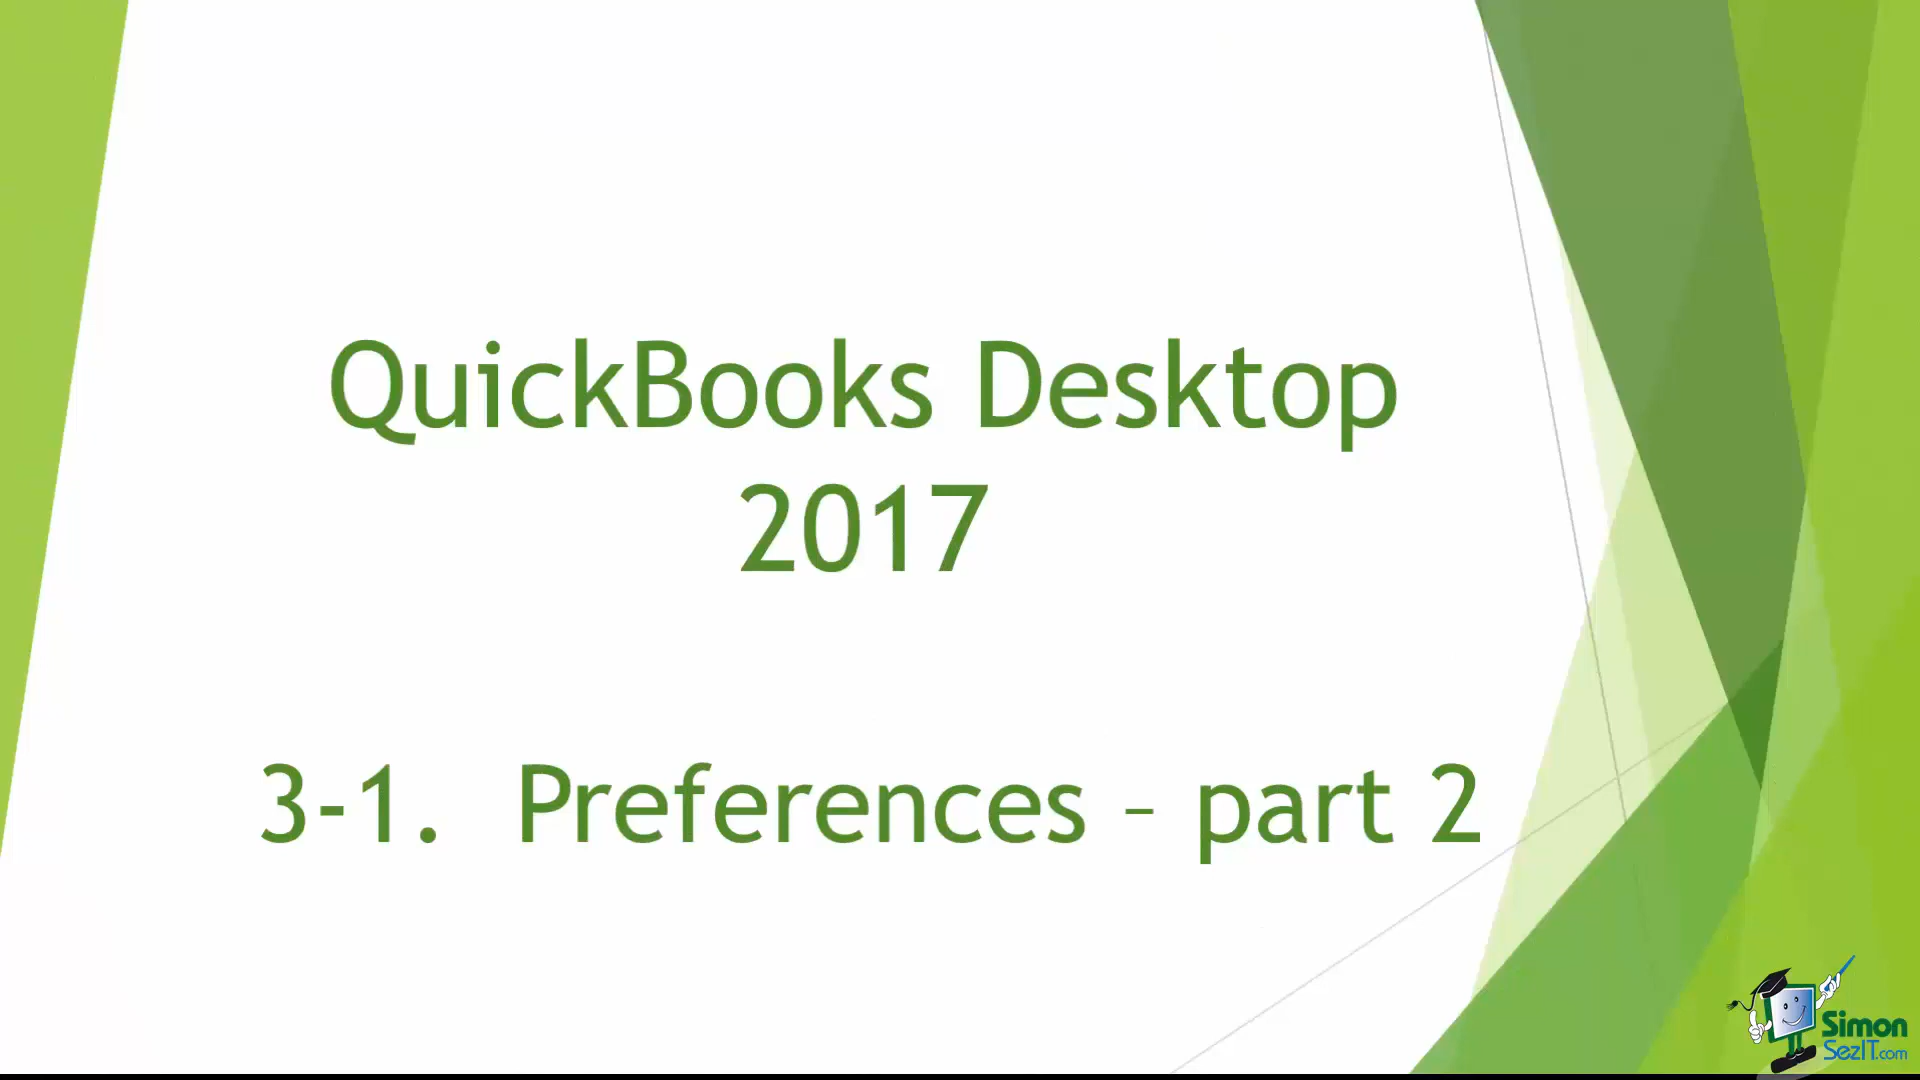 QuickBooks Desktop
2017
3-1. Preferences – part 2
Simon
SezIT.com